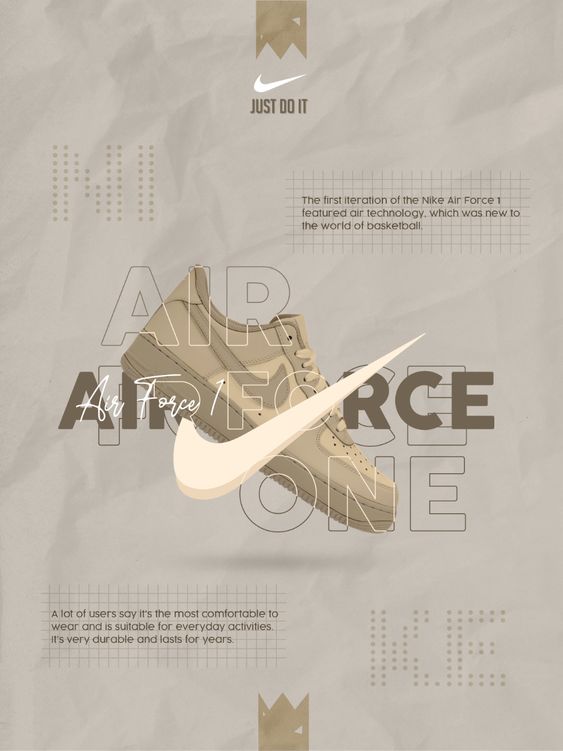 JUST DO IT
NI
The first iteration of the Nike Air Force 1
featured air technology, which was new to
the world of basketball.
AIR
AIR FORCE
Air Force 1
FORCE
ONE
A lot of users say it's the most comfortable to
wear and is suitable for everyday activities.
It's very durable and lasts for years.
KE